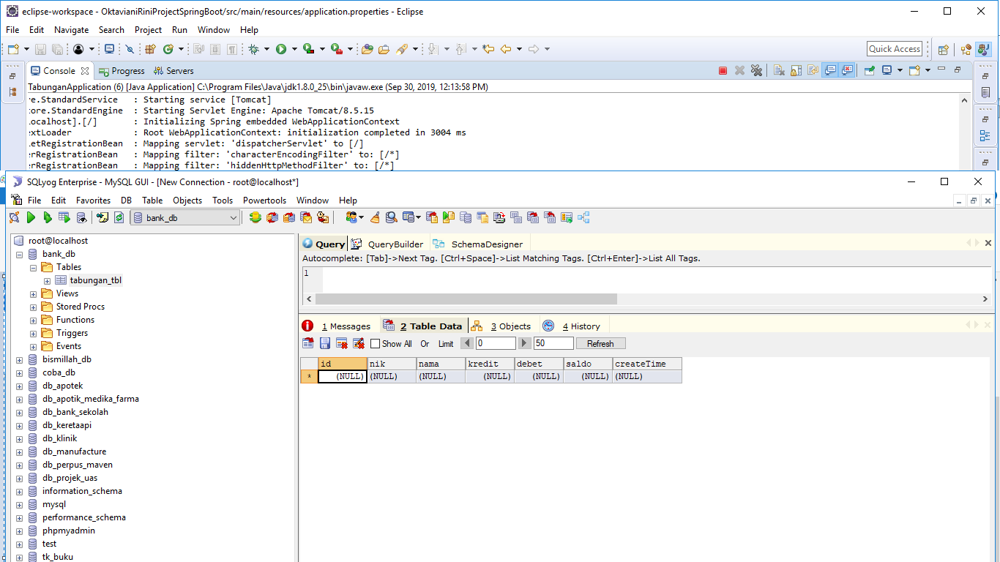 eclipse-workspace - OktavianiRiniProjectSpringBoot/src/main/resources/application.properties - Eclipse
File Edit Navigate Search Project Run Window Help
Quick Access
Console Progress Servers
TabunganApplication (6) [Java Application] C:\Program Files\Java\jdk1.8.0_25\bin\javaw.exe (Sep 30, 2019, 12:13:58 PM)
re.StandardService : Starting service [Tomcat]
core.StandardEngine : Starting Servlet Engine: Apache Tomcat/8.5.15
localhost].[/] : Initializing Spring embedded WebApplicationContext
extLoader : Root WebApplicationContext: initialization completed in 3004 ms
letRegistrationBean : Mapping servlet: 'dispatcherServlet' to [/]
erRegistrationBean : Mapping filter: 'characterEncodingFilter' to: [/*]
erRegistrationBean : Mapping filter: 'hiddenHttpMethodFilter' to: [/*]
SQLyog Enterprise - MySQL GUI - [New Connection - root@localhost*]
File Edit Favorites DB Table Objects Tools Powertools Window Help
bank_db
root@localhost
bank_db
Tables
tabungan_tbl
Views
Stored Procs
Functions
Triggers
Events
bismillah_db
coba_db
db_apotek
db_apotik_medika_farma
db_bank_sekolah
db_keretaapi
db_klinik
db_manufacture
db_perpus_maven
db_projek_uas
information_schema
mysql
performance_schema
phpmyadmin
test
tk_buku
Query QueryBuilder SchemaDesigner
Autocomplete: [Tab]->Next Tag. [Ctrl+Space]->List Matching Tags. [Ctrl+Enter]->List All Tags.
1
1 Messages 2 Table Data 3 Objects 4 History
Show All Or Limit 0 50 Refresh
id nik nama kredit debet saldo createTime
* (NULL) (NULL) (NULL) (NULL) (NULL) (NULL) (NULL)